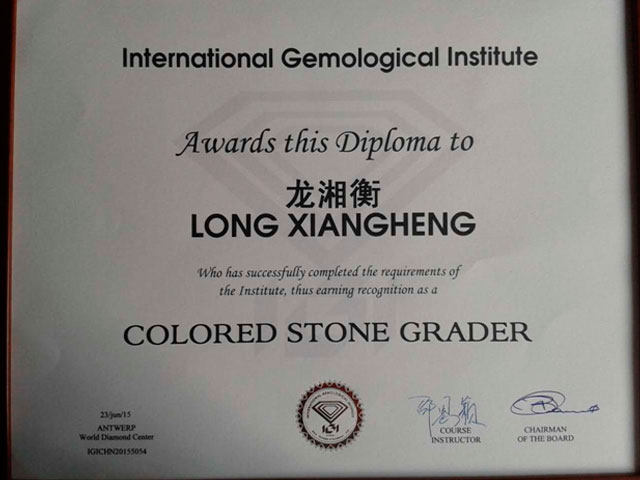 International Gemological Institute
Awards this Diploma to
龙湘衡
LONG XIANGHENG
Who has successfully completed the requirements of
the Institute, thus earning recognition as a
COLORED STONE GRADER
23/jun/15
ANTWERP
World Diamond Center
IGICHN20155054
COURSE
INSTRUCTOR
CHAIRMAN
OF THE BOARD